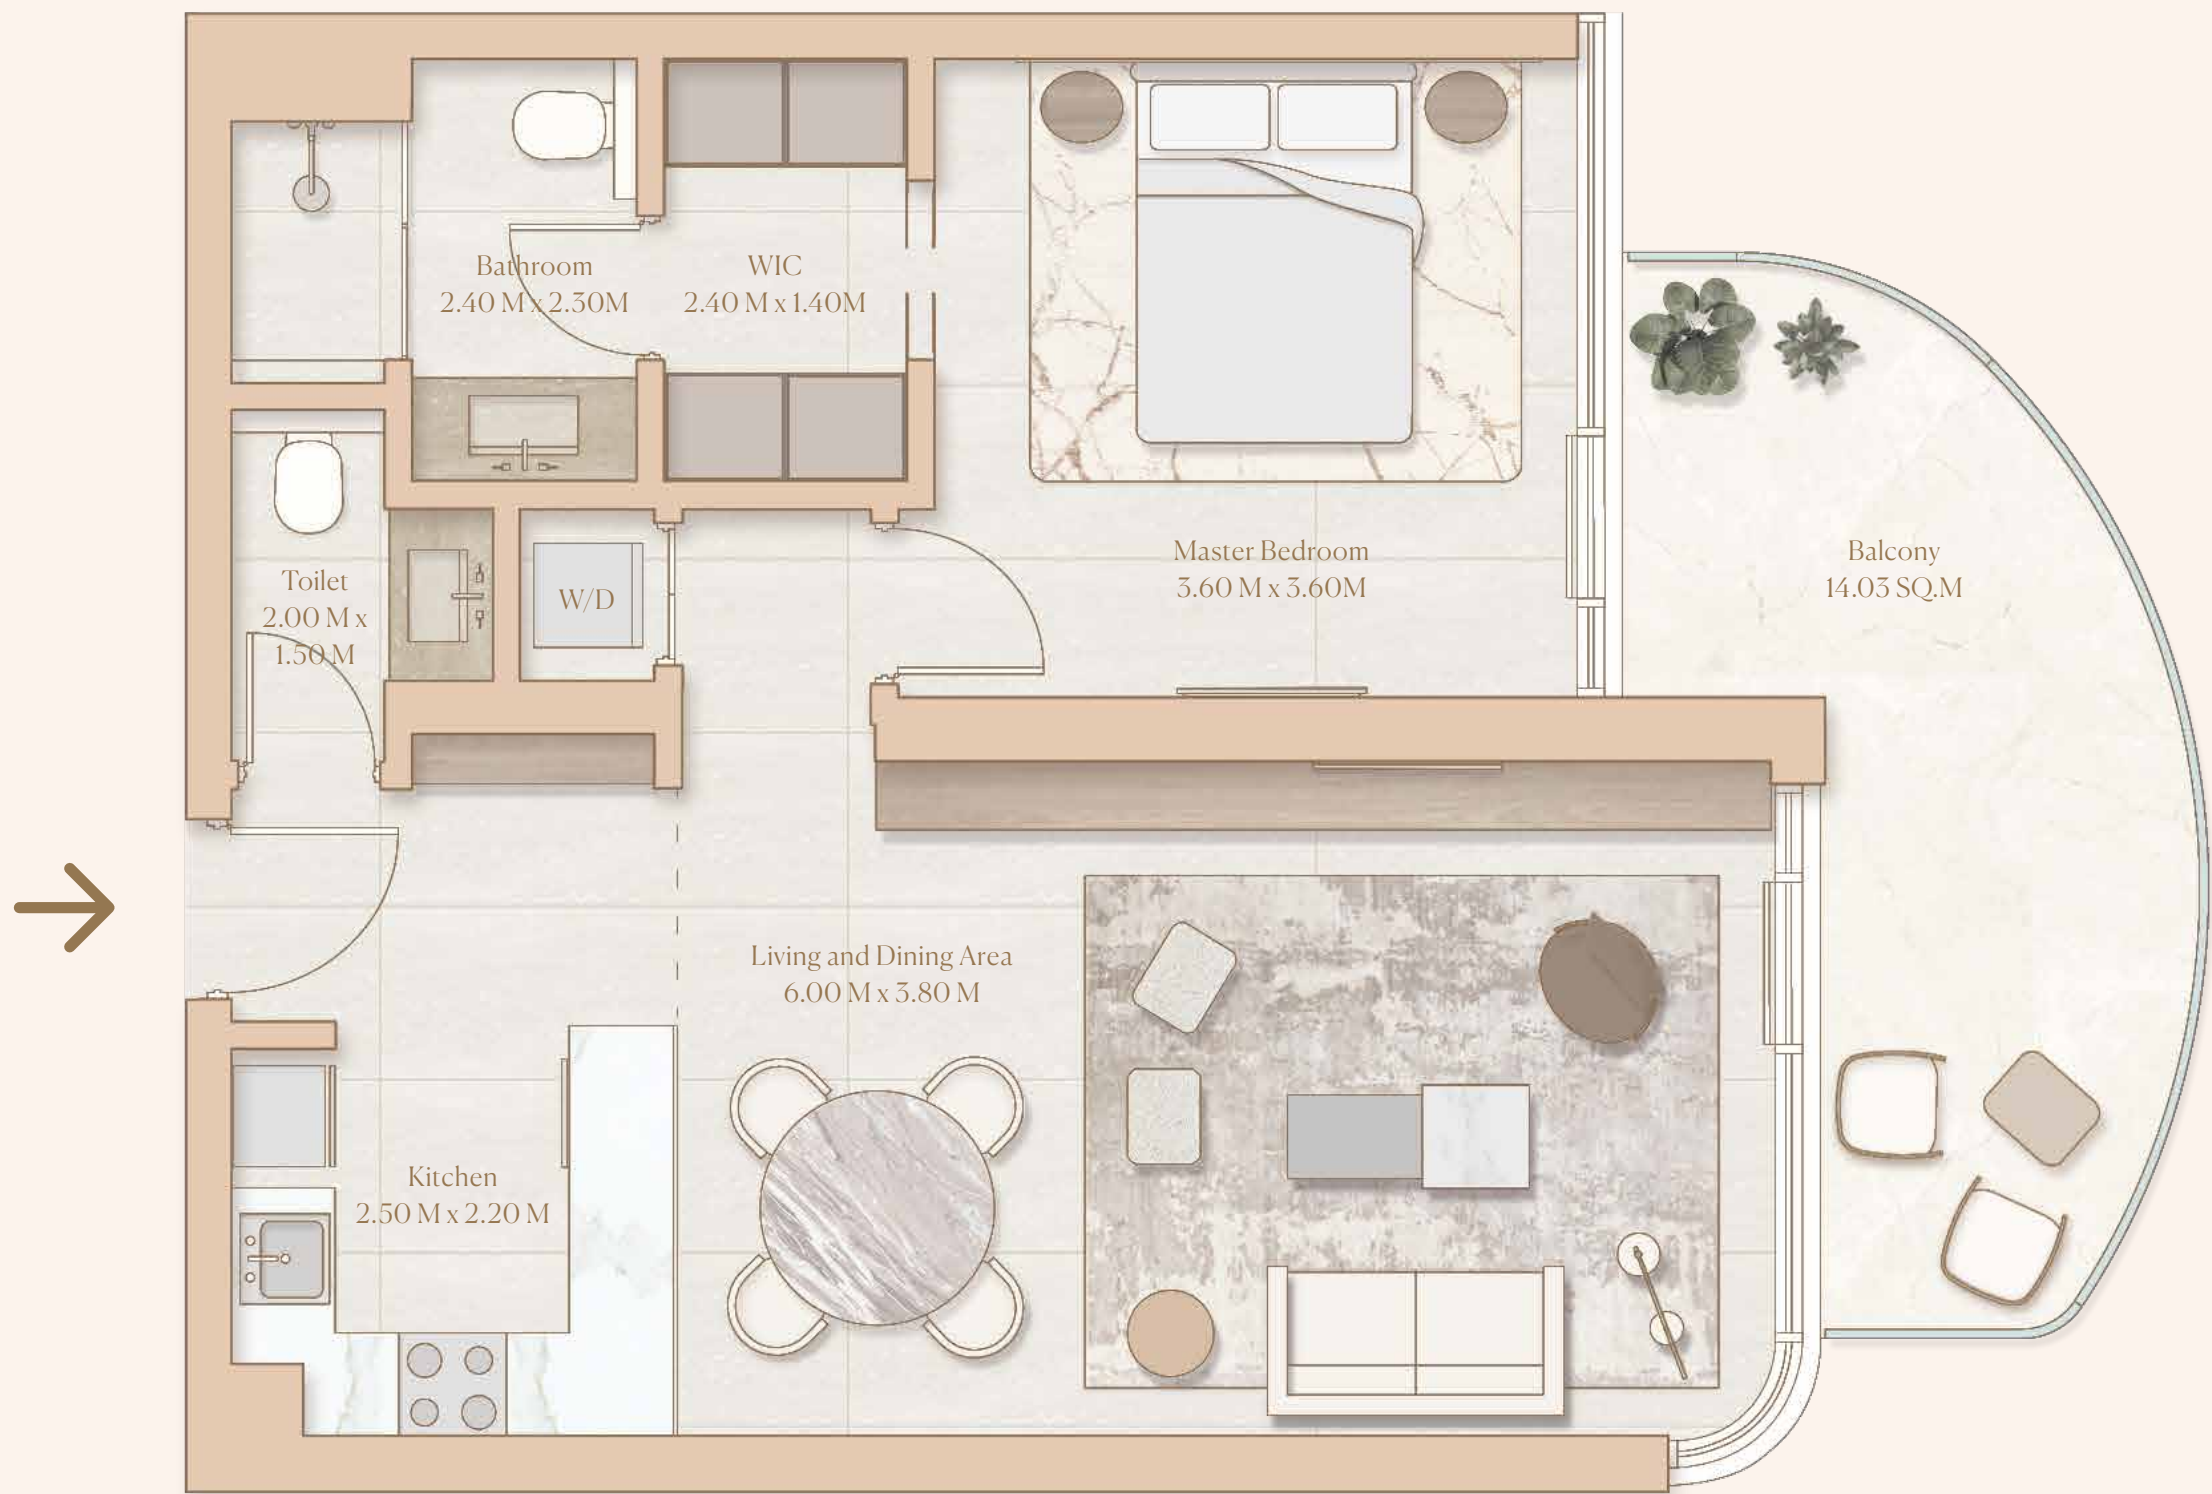 Bathroom
2.40 M x 2.30M
WIC
2.40 M x 1.40M
Master Bedroom
3.60 M x 3.60M
Balcony
14.03 SQ.M
Toilet
2.00 M x
1.50 M
W/D
Living and Dining Area
6.00 M x 3.80 M
Kitchen
2.50 M x 2.20 M